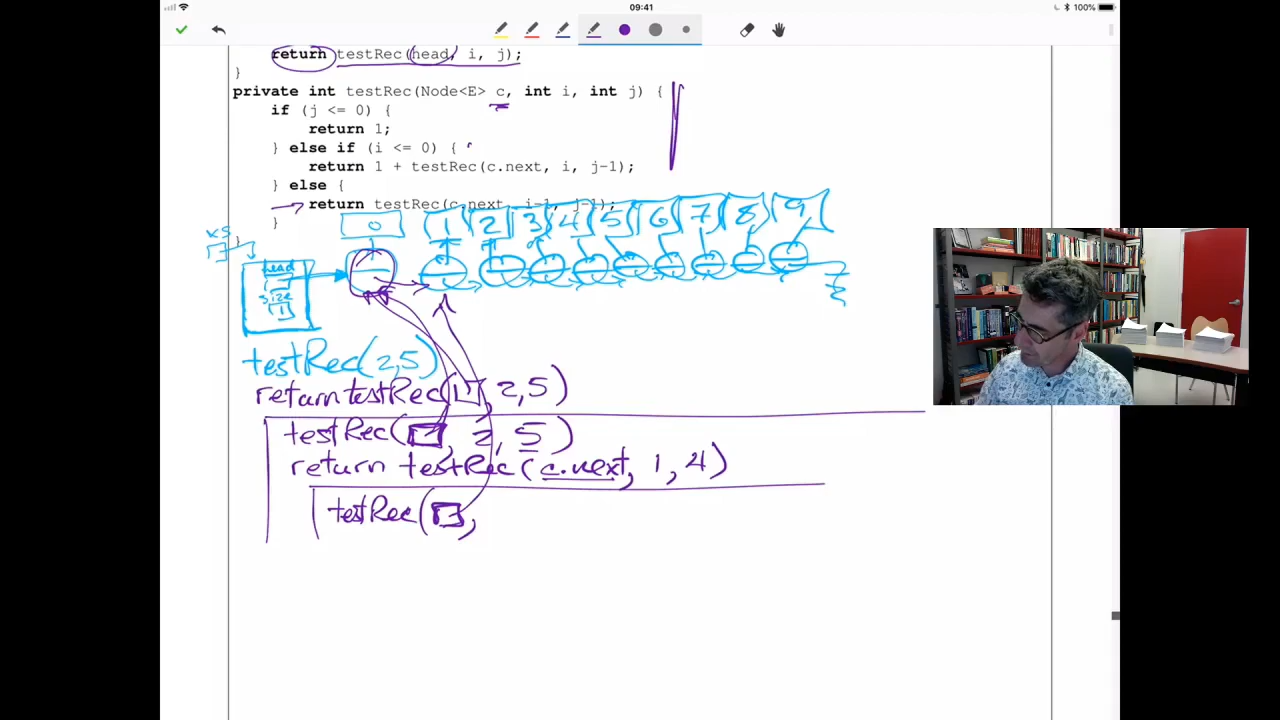 09:41
100%
return testRec(head, i, j);
}
private int testRec(Node<E> c, int i, int j) {
if (j <= 0) {
return 1;
} else if (i <= 0) {
return 1 + testRec(c.next, i, j-1);
} else {
return testRec(c.next, i-1, j-1);
}
}
xs
head
size
0 1 2 3 4 5 6 7 8 9
testRec(2,5)
return testRec( , 2,5)
testRec( , 2, 5)
return testRec(c.next, 1, 4)
testRec( ,